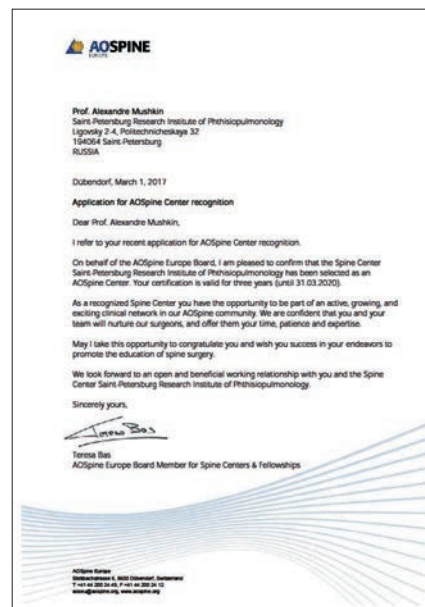 AOSPINE
EUROPE
Prof. Alexandre Mushkin
Saint-Petersburg Research Institute of Phthisiopulmonology
Ligovsky 2-4, Politechnicheskaya 32
194064 Saint-Petersburg
RUSSIA
Dübendorf, March 1, 2017
Application for AOSpine Center recognition
Dear Prof. Alexandre Mushkin,
I refer to your recent application for AOSpine Center recognition.
On behalf of the AOSpine Europe Board, I am pleased to confirm that the Spine Center
Saint-Petersburg Research Institute of Phthisiopulmonology has been selected as an
AOSpine Center. Your certification is valid for three years (until 31.03.2020).
As a recognized Spine Center you have the opportunity to be part of an active, growing, and
exciting clinical network in our AOSpine community. We are confident that you and your
team will nurture our surgeons, and offer them your time, patience and expertise.
May I take this opportunity to congratulate you and wish you success in your endeavors to
promote the education of spine surgery.
We look forward to an open and beneficial working relationship with you and the Spine
Center Saint-Petersburg Research Institute of Phthisiopulmonology.
Sincerely yours,
Teresa Bas
Teresa Bas
AOSpine Europe Board Member for Spine Centers & Fellowships
AOSpine Europe
8600 Dübendorf, Switzerland
www.aospine.org